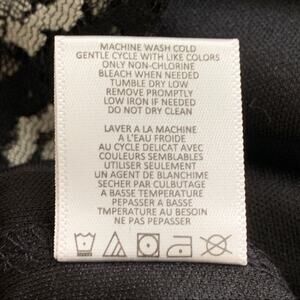 MACHINE WASH COLD
GENTLE CYCLE WITH LIKE COLORS
ONLY NON-CHLORINE
BLEACH WHEN NEEDED
TUMBLE DRY LOW
REMOVE PROMPTLY
LOW IRON IF NEEDED
DO NOT DRY CLEAN
LAVER A LA MACHINE
A L'EAU FROIDE
AU CYCLE DELICAT AVEC
COULEURS SEMBLABLES
UTILISER SEULEMENT
UN AGENT DE BLANCHIME
SECHER PAR CULBUTAGE
A BASSE TEMPERATURE
PEPASSER A BASSE
TMPERATURE AU BESOIN
NE PAS PEPASSER